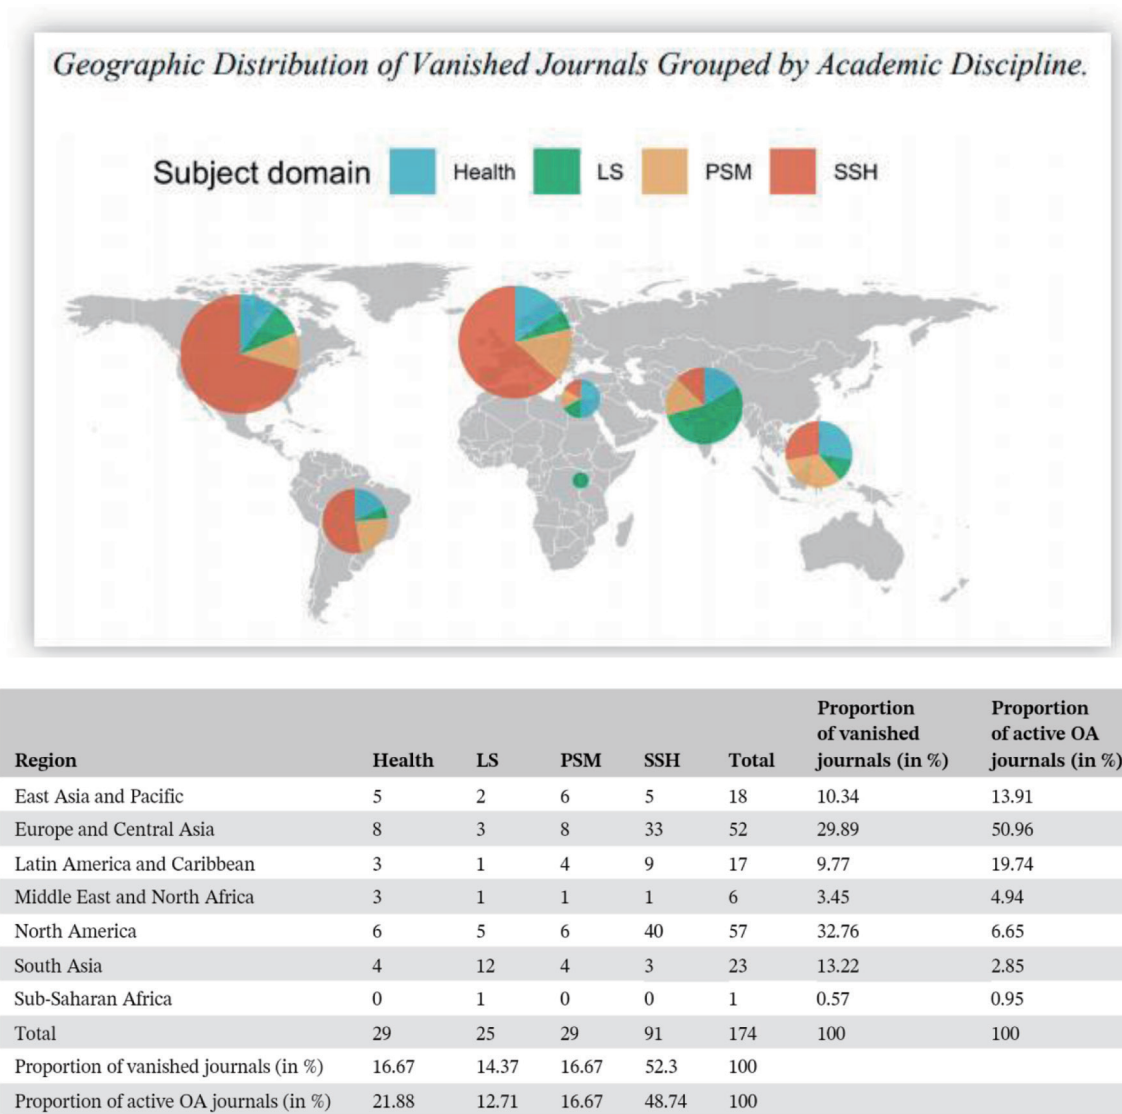 Geographic Distribution of Vanished Journals Grouped by Academic Discipline.
Subject domain Health LS PSM SSH
Region Health LS PSM SSH Total Proportion of vanished journals (in %) Proportion of active OA journals (in %)
East Asia and Pacific 5 2 6 5 18 10.34 13.91
Europe and Central Asia 8 3 8 33 52 29.89 50.96
Latin America and Caribbean 3 1 4 9 17 9.77 19.74
Middle East and North Africa 3 1 1 1 6 3.45 4.94
North America 6 5 6 40 57 32.76 6.65
South Asia 4 12 4 3 23 13.22 2.85
Sub-Saharan Africa 0 1 0 0 1 0.57 0.95
Total 29 25 29 91 174 100 100
Proportion of vanished journals (in %) 16.67 14.37 16.67 52.3 100
Proportion of active OA journals (in %) 21.88 12.71 16.67 48.74 100